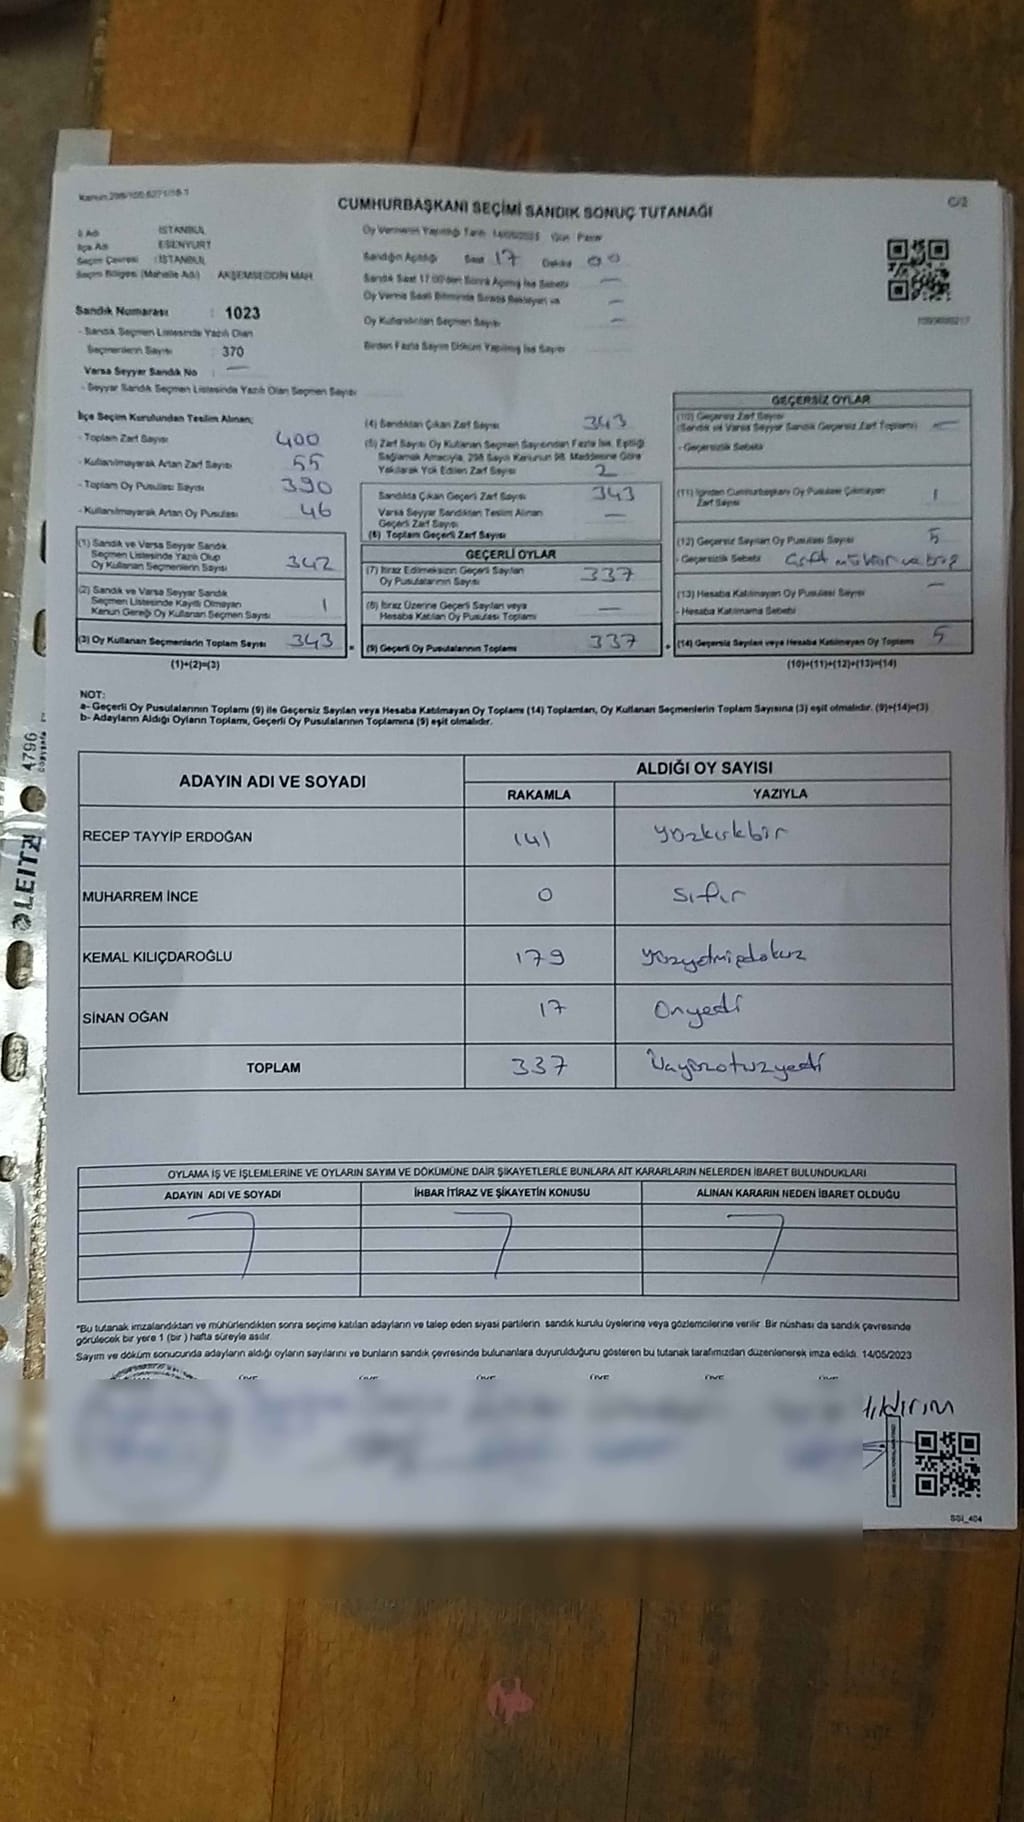 Kanun:298/105,6271/18-1
C/2
CUMHURBAŞKANI SEÇİMİ SANDIK SONUÇ TUTANAĞI
İl Adı : İSTANBUL
İlçe Adı : ESENYURT
Seçim Çevresi : İSTANBUL
Seçim Bölgesi (Mahalle Adı) : AKŞEMSEDDİN MAH.
Sandık Numarası : 1023
- Sandık Seçmen Listesinde Yazılı Olan
Seçmenlerin Sayısı : 370
Varsa Seyyar Sandık No : —
- Seyyar Sandık Seçmen Listesinde Yazılı Olan Seçmen Sayısı
Oy Vermenin Yapıldığı Tarih 14/05/2023 Gün : Pazar
Sandığın Açıldığı Saat 17 Dakika 00
Sandık Saat 17:00'den Sonra Açılmış İse Sebebi —
Oy Verme Saati Bitiminde Sırada Bekleyen ve —
Oy Kullandırılan Seçmen Sayısı —
Birden Fazla Sayım Döküm Yapılmış İse Sayısı
İlçe Seçim Kurulundan Teslim Alınan;
- Toplam Zarf Sayısı 400
- Kullanılmayarak Artan Zarf Sayısı 55
- Toplam Oy Pusulası Sayısı 390
- Kullanılmayarak Artan Oy Pusulası 46
(1) Sandık ve Varsa Seyyar Sandık
Seçmen Listesinde Yazılı Olup
Oy Kullanan Seçmenlerin Sayısı 342
(2) Sandık ve Varsa Seyyar Sandık
Seçmen Listesinde Kayıtlı Olmayan
Kanun Gereği Oy Kullanan Seçmen Sayısı 1
(3) Oy Kullanan Seçmenlerin Toplam Sayısı 343
(1)+(2)=(3)
(4) Sandıktan Çıkan Zarf Sayısı 343
(5) Zarf Sayısı Oy Kullanan Seçmen Sayısından Fazla İse, Eşitliği
Sağlamak Amacıyla, 298 Sayılı Kanunun 98. Maddesine Göre
Yakılarak Yok Edilen Zarf Sayısı 2
Sandıkta Çıkan Geçerli Zarf Sayısı 343
Varsa Seyyar Sandıktan Teslim Alınan
Geçerli Zarf Sayısı —
(6) Toplam Geçerli Zarf Sayısı
GEÇERLİ OYLAR
(7) İtiraz Edilmeksizin Geçerli Sayılan
Oy Pusulalarının Sayısı 337
(8) İtiraz Üzerine Geçerli Sayılan veya
Hesaba Katılan Oy Pusulası Toplamı —
(9) Geçerli Oy Pusulalarının Toplamı 337
GEÇERSİZ OYLAR
(10) Geçersiz Zarf Sayısı
(Sandık ve Varsa Seyyar Sandık Geçersiz Zarf Toplamı) —
- Geçersizlik Sebebi
(11) İçinden Cumhurbaşkanı Oy Pusulası Çıkmayan
Zarf Sayısı 1
(12) Geçersiz Sayılan Oy Pusulası Sayısı 5
- Geçersizlik Sebebi Çift mühür
(13) Hesaba Katılmayan Oy Pusulası Sayısı —
- Hesaba Katılmama Sebebi
(14) Geçersiz Sayılan veya Hesaba Katılmayan Oy Toplamı 5
(10)+(11)+(12)+(13)=(14)
NOT:
a- Geçerli Oy Pusulalarının Toplamı (9) ile Geçersiz Sayılan veya Hesaba Katılmayan Oy Toplamı (14) Toplamları, Oy Kullanan Seçmenlerin Toplam Sayısına (3) eşit olmalıdır. (9)+(14)=(3)
b- Adayların Aldığı Oyların Toplamı, Geçerli Oy Pusulalarının Toplamına (9) eşit olmalıdır.
ADAYIN ADI VE SOYADI
ALDIĞI OY SAYISI
RAKAMLA YAZIYLA
RECEP TAYYİP ERDOĞAN 141 yüzkırkbir
MUHARREM İNCE 0 sıfır
KEMAL KILIÇDAROĞLU 179 yüzyetmişdokuz
SİNAN OĞAN 17 Onyedi
TOPLAM 337 Üçyüzotuzyedi
OYLAMA İŞ VE İŞLEMLERİNE VE OYLARIN SAYIM VE DÖKÜMÜNE DAİR ŞİKAYETLERLE BUNLARA AİT KARARLARIN NELERDEN İBARET BULUNDUKLARI
ADAYIN ADI VE SOYADI İHBAR İTİRAZ VE ŞİKAYETİN KONUSU ALINAN KARARIN NEDEN İBARET OLDUĞU
*Bu tutanak imzalandıktan ve mühürlendikten sonra seçime katılan adayların ve talep eden siyasi partilerin, sandık kurulu üyelerine veya gözlemcilerine verilir. Bir nüshası da sandık çevresinde
görülecek bir yere 1 (bir) hafta süreyle asılır.
Sayım ve döküm sonucunda adayların aldığı oyların sayılarını ve bunların sandık çevresinde bulunanlara duyurulduğunu gösteren bu tutanak tarafımızdan düzenlenerek imza edildi. 14/05/2023
ÜYE ÜYE ÜYE ÜYE ÜYE ÜYE
ıldırım
SGİ_404
LEITZ
4796